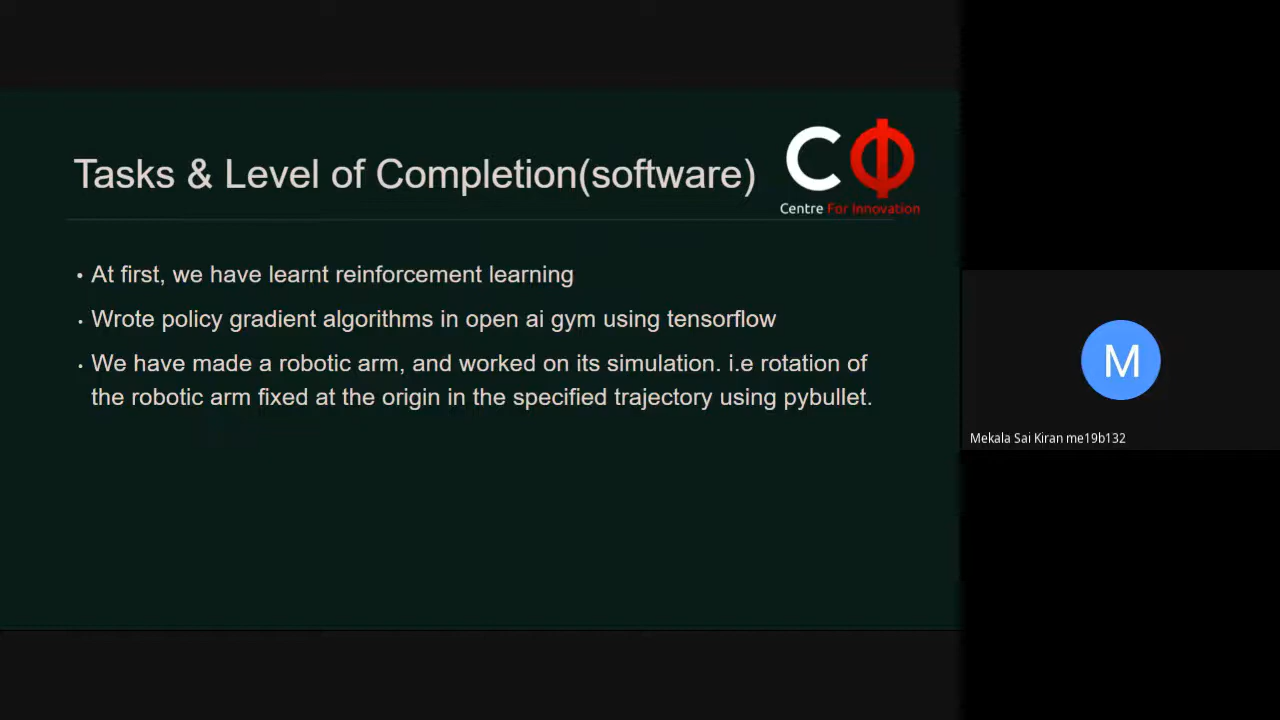 Tasks & Level of Completion(software)
CΦ
Centre For Innovation
• At first, we have learnt reinforcement learning
• Wrote policy gradient algorithms in open ai gym using tensorflow
• We have made a robotic arm, and worked on its simulation. i.e rotation of
the robotic arm fixed at the origin in the specified trajectory using pybullet.
M
Mekala Sai Kiran me19b132